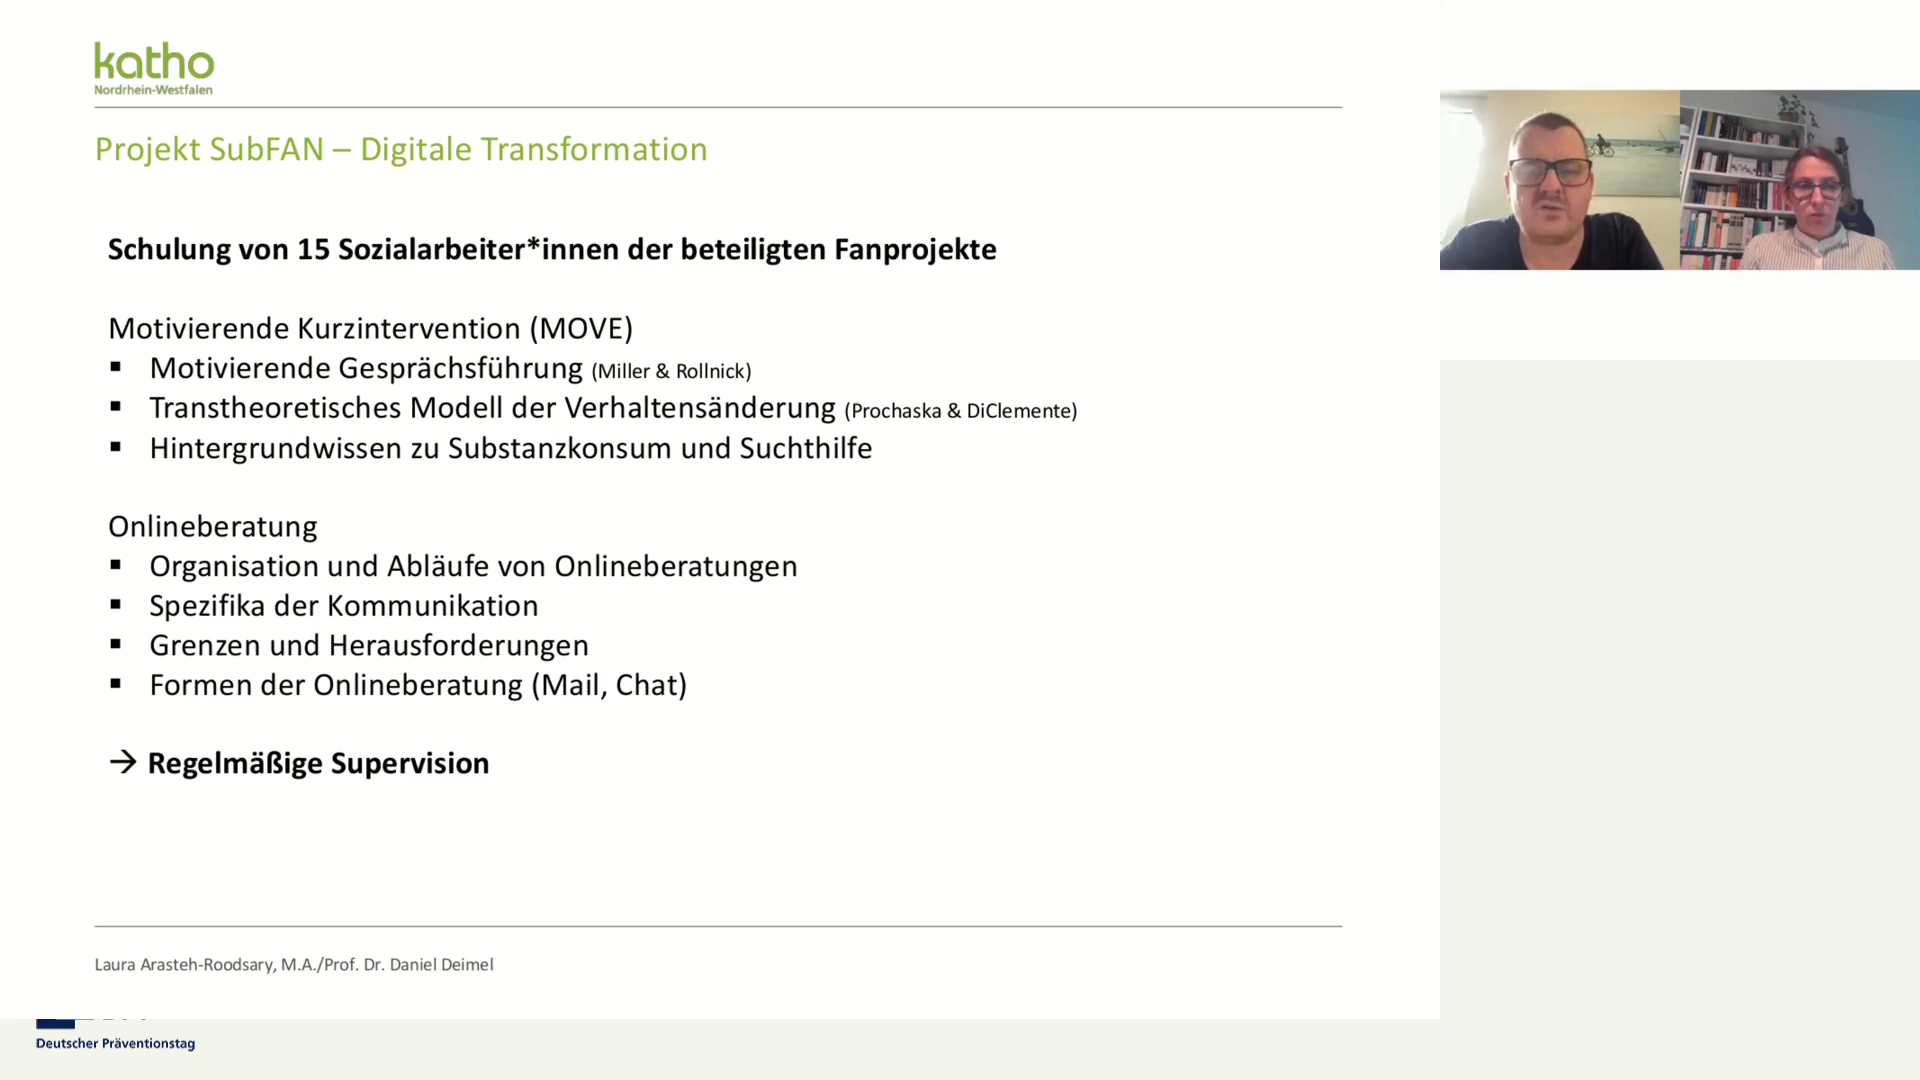 katho
Nordrhein-Westfalen
Projekt SubFAN – Digitale Transformation
Schulung von 15 Sozialarbeiter*innen der beteiligten Fanprojekte
Motivierende Kurzintervention (MOVE)
▪ Motivierende Gesprächsführung (Miller & Rollnick)
▪ Transtheoretisches Modell der Verhaltensänderung (Prochaska & DiClemente)
▪ Hintergrundwissen zu Substanzkonsum und Suchthilfe
Onlineberatung
▪ Organisation und Abläufe von Onlineberatungen
▪ Spezifika der Kommunikation
▪ Grenzen und Herausforderungen
▪ Formen der Onlineberatung (Mail, Chat)
→ Regelmäßige Supervision
Laura Arasteh-Roodsary, M.A./Prof. Dr. Daniel Deimel
Deutscher Präventionstag